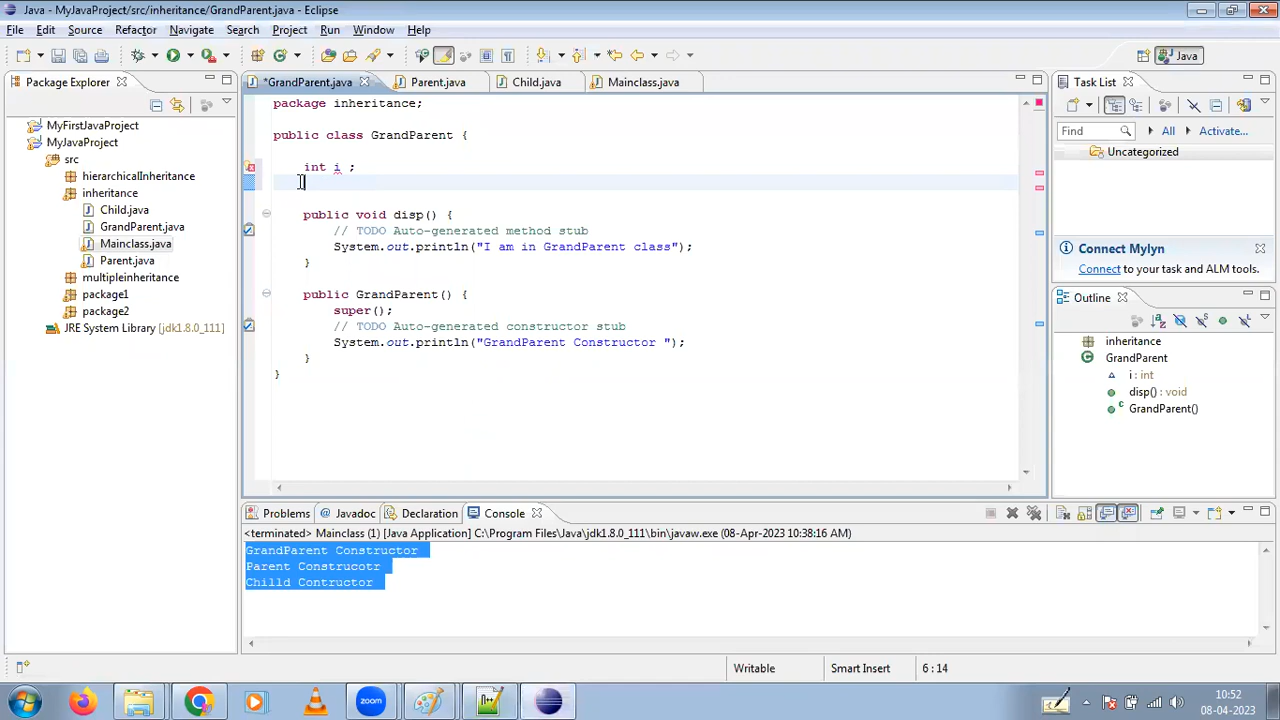 Java - MyJavaProject/src/inheritance/GrandParent.java - Eclipse
File Edit Source Refactor Navigate Search Project Run Window Help
Java
Package Explorer
*GrandParent.java Parent.java Child.java Mainclass.java
Task List
MyFirstJavaProject
MyJavaProject
src
hierarchicalInheritance
inheritance
Child.java
GrandParent.java
Mainclass.java
Parent.java
multipleinheritance
package1
package2
JRE System Library [jdk1.8.0_111]
package inheritance;
public class GrandParent {
int i ;
public void disp() {
// TODO Auto-generated method stub
System.out.println("I am in GrandParent class");
}
public GrandParent() {
super();
// TODO Auto-generated constructor stub
System.out.println("GrandParent Constructor ");
}
}
Find All Activate...
Uncategorized
Connect Mylyn
Connect to your task and ALM tools.
Outline
inheritance
GrandParent
i : int
disp() : void
GrandParent()
Problems Javadoc Declaration Console
<terminated> Mainclass (1) [Java Application] C:\Program Files\Java\jdk1.8.0_111\bin\javaw.exe (08-Apr-2023 10:38:16 AM)
GrandParent Constructor
Parent Construcotr
Chilld Contructor
Writable Smart Insert 6 : 14
zoom
10:52
08-04-2023